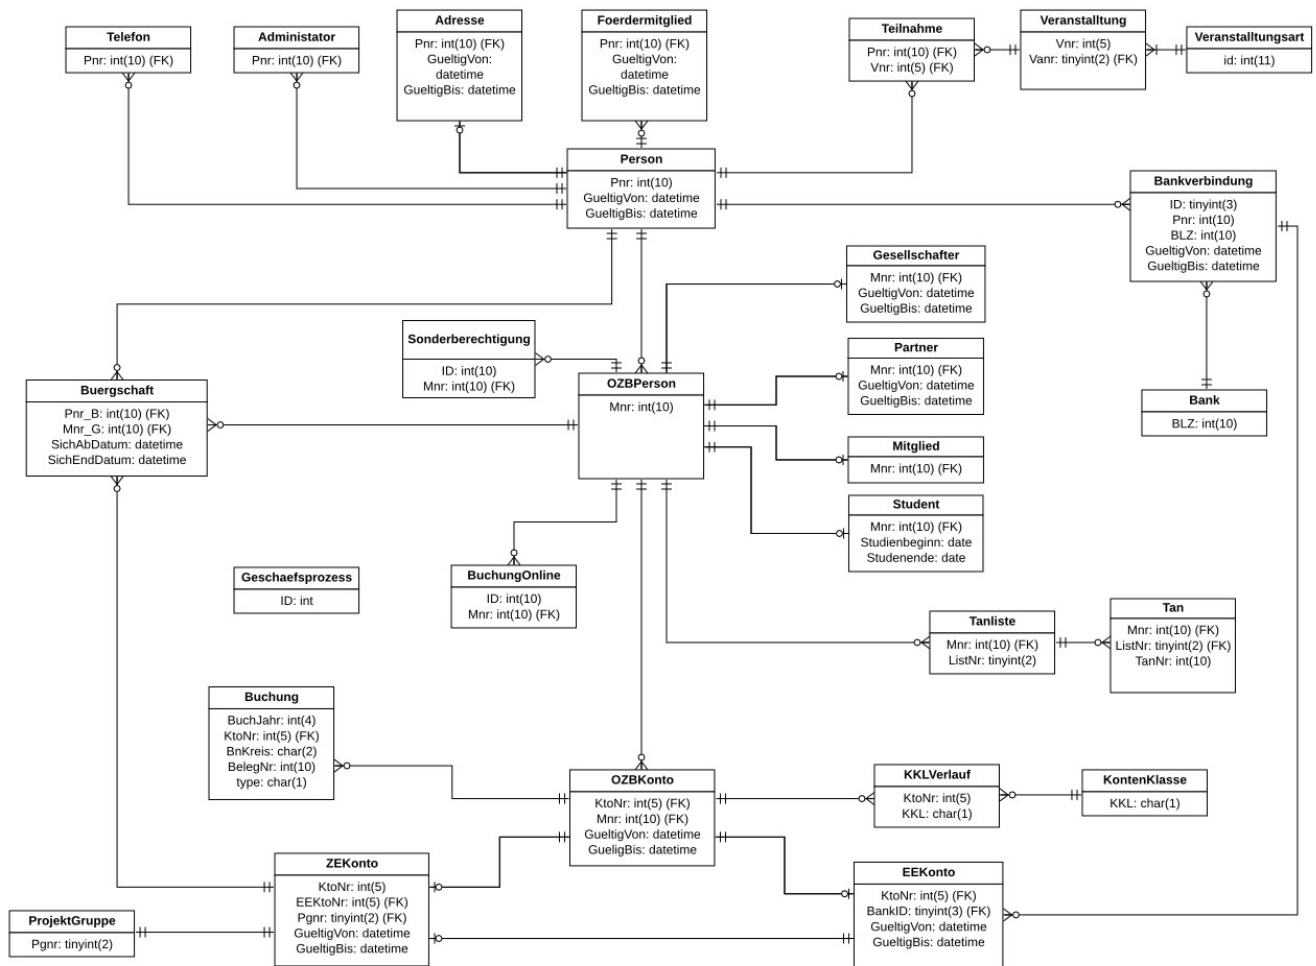 Telefon
Pnr: int(10) (FK)
Administator
Pnr: int(10) (FK)
Adresse
Pnr: int(10) (FK)
GueltigVon:
datetime
GueltigBis: datetime
Foerdermitglied
Pnr: int(10) (FK)
GueltigVon:
datetime
GueltigBis: datetime
Teilnahme
Pnr: int(10) (FK)
Vnr: int(5) (FK)
Veranstalltung
Vnr: int(5)
Vanr: tinyint(2) (FK)
Veranstalltungsart
id: int(11)
Person
Pnr: int(10)
GueltigVon: datetime
GueltigBis: datetime
Bankverbindung
ID: tinyint(3)
Pnr: int(10)
BLZ: int(10)
GueltigVon: datetime
GueltigBis: datetime
Gesellschafter
Mnr: int(10) (FK)
GueltigVon: datetime
GueltigBis: datetime
Sonderberechtigung
ID: int(10)
Mnr: int(10) (FK)
Partner
Mnr: int(10) (FK)
GueltigVon: datetime
GueltigBis: datetime
Buergschaft
Pnr_B: int(10) (FK)
Mnr_G: int(10) (FK)
SichAbDatum: datetime
SichEndDatum: datetime
OZBPerson
Mnr: int(10)
Bank
BLZ: int(10)
Mitglied
Mnr: int(10) (FK)
Student
Mnr: int(10) (FK)
Studienbeginn: date
Studenende: date
Geschaefsprozess
ID: int
BuchungOnline
ID: int(10)
Mnr: int(10) (FK)
Tanliste
Mnr: int(10) (FK)
ListNr: tinyint(2)
Tan
Mnr: int(10) (FK)
ListNr: tinyint(2) (FK)
TanNr: int(10)
Buchung
BuchJahr: int(4)
KtoNr: int(5) (FK)
BnKreis: char(2)
BelegNr: int(10)
type: char(1)
OZBKonto
KtoNr: int(5) (FK)
Mnr: int(10) (FK)
GueltigVon: datetime
GueligBis: datetime
KKLVerlauf
KtoNr: int(5)
KKL: char(1)
KontenKlasse
KKL: char(1)
ZEKonto
KtoNr: int(5)
EEKtoNr: int(5) (FK)
Pgnr: tinyint(2) (FK)
GueltigVon: datetime
GueltigBis: datetime
EEKonto
KtoNr: int(5) (FK)
BankID: tinyint(3) (FK)
GueltigVon: datetime
GueltigBis: datetime
ProjektGruppe
Pgnr: tinyint(2)